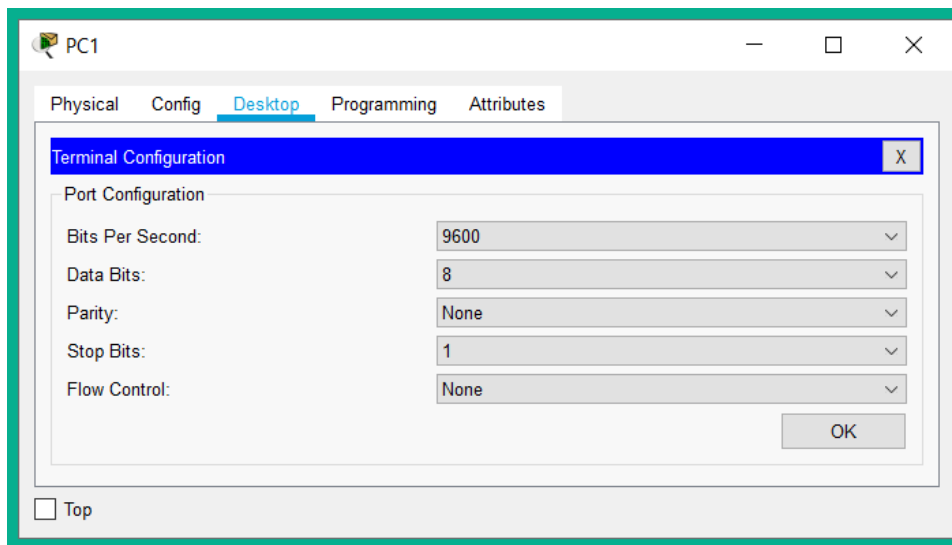 PC1
Physical Config Desktop Programming Attributes
Terminal Configuration X
Port Configuration
Bits Per Second: 9600
Data Bits: 8
Parity: None
Stop Bits: 1
Flow Control: None
OK
Top